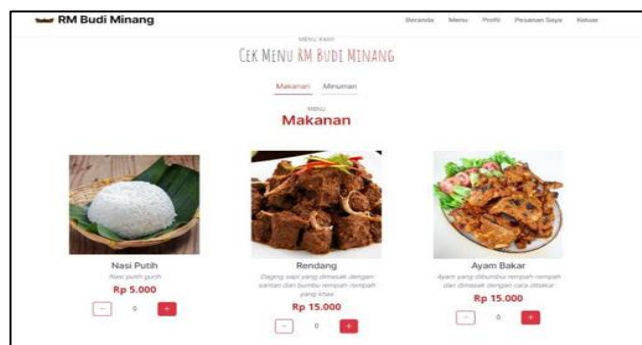 RM Budi Minang
Beranda Menu Profil Pesanan Saya Keluar
MENU KAMI
CEK MENU RM BUDI MINANG
Makanan Minuman
MENU
Makanan
Nasi Putih
Nasi putih gurih
Rp 5.000
− 0 +
Rendang
Daging sapi yang dimasak dengan
santan dan bumbu rempah-rempah
yang khas
Rp 15.000
− 0 +
Ayam Bakar
Ayam yang dibumbui rempah-rempah
dan dimasak dengan cara dibakar
Rp 15.000
− 0 +